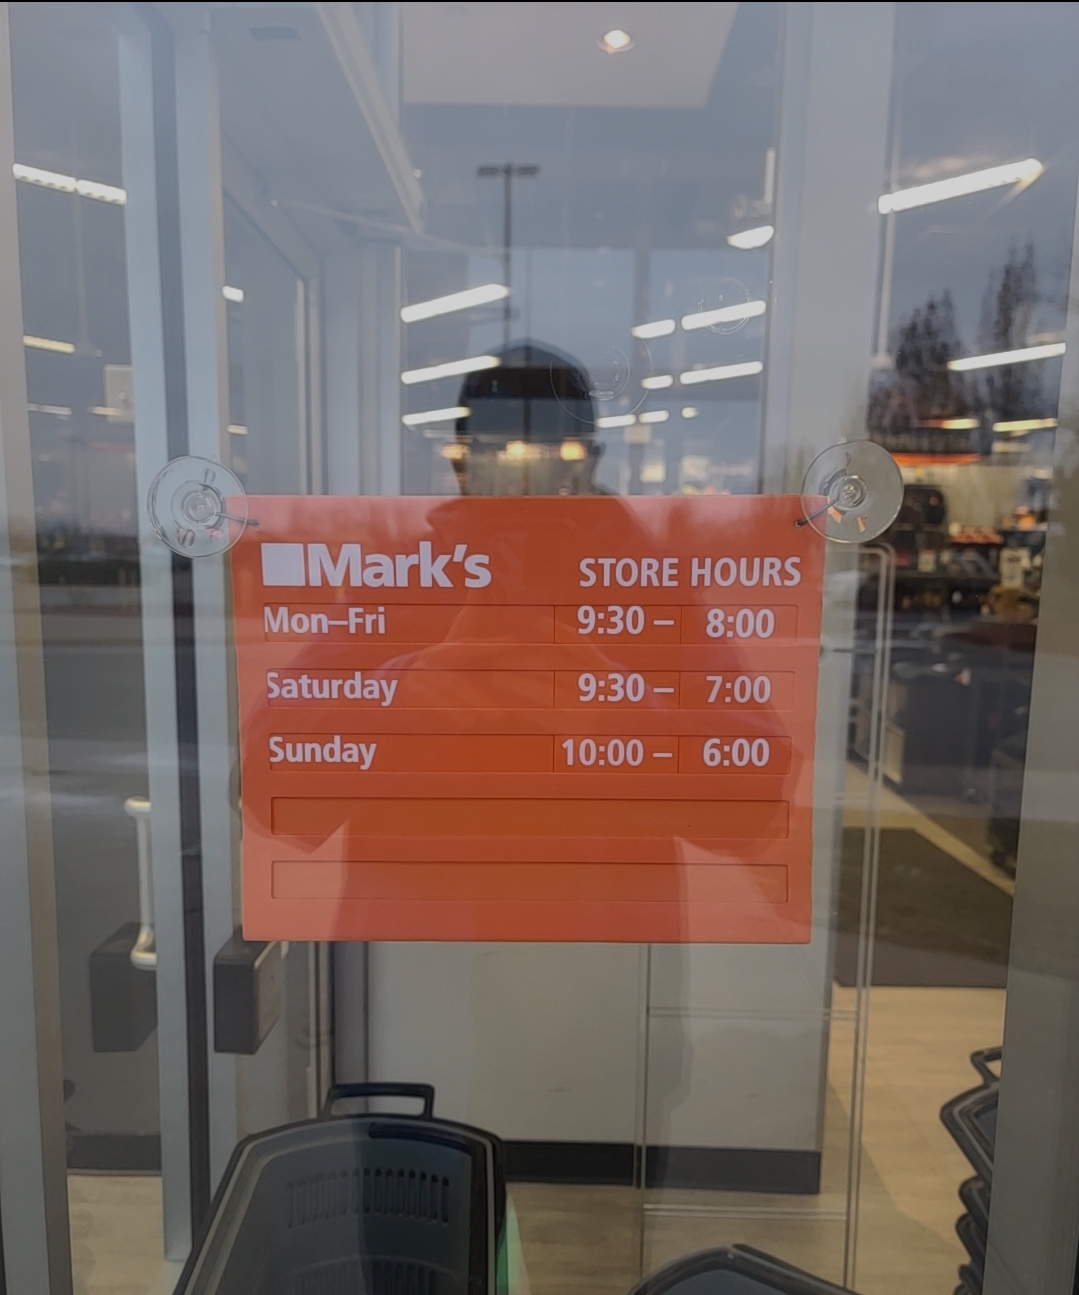 Mark's STORE HOURS
Mon–Fri 9:30 – 8:00
Saturday 9:30 – 7:00
Sunday 10:00 – 6:00